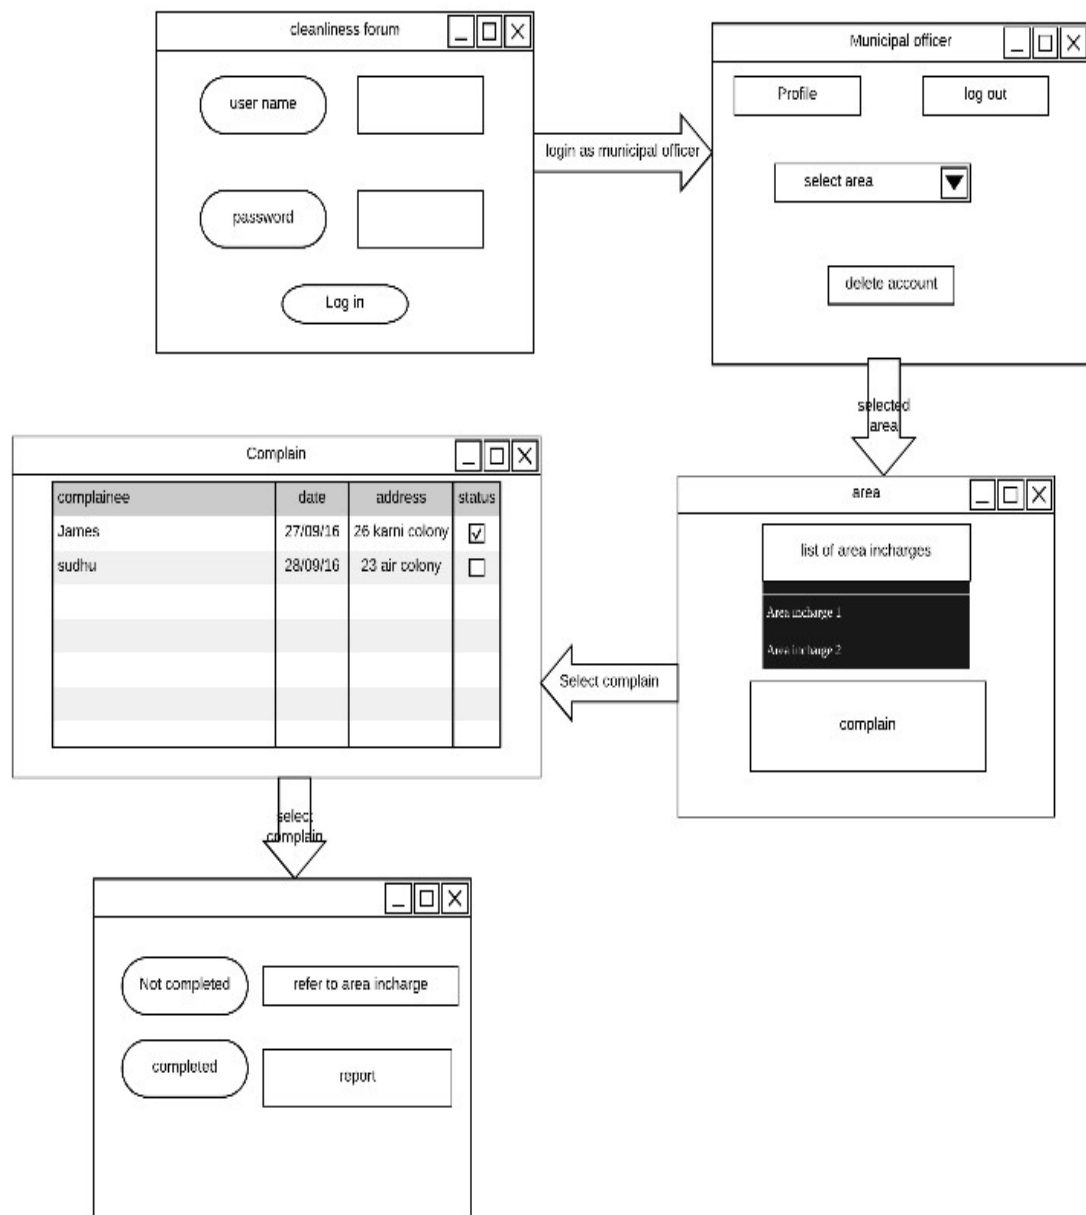 cleanliness forum
user name
password
Log in
login as municipal officer
Municipal officer
Profile
log out
select area
delete account
selected
area
area
list of area incharges
Area incharge 1
Area incharge 2
complain
Select complain
Complain
complainee date address status
James 27/09/16 26 karni colony
sudhu 28/09/16 23 air colony
select
complain
Not completed
refer to area incharge
completed
report